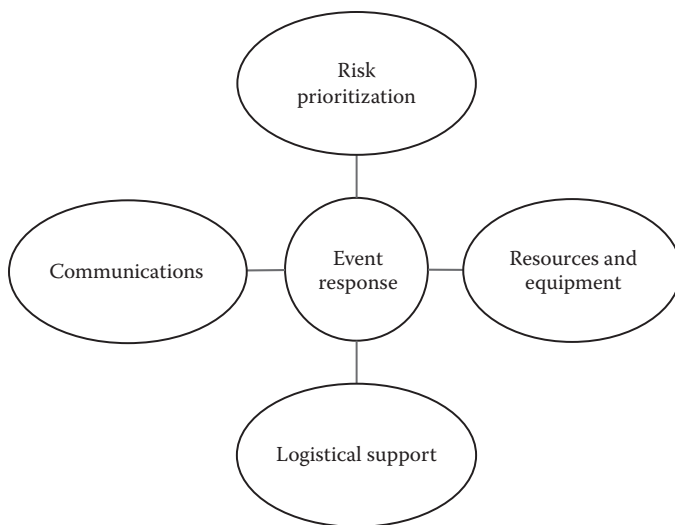 Risk
prioritization
Communications
Event
response
Resources and
equipment
Logistical support